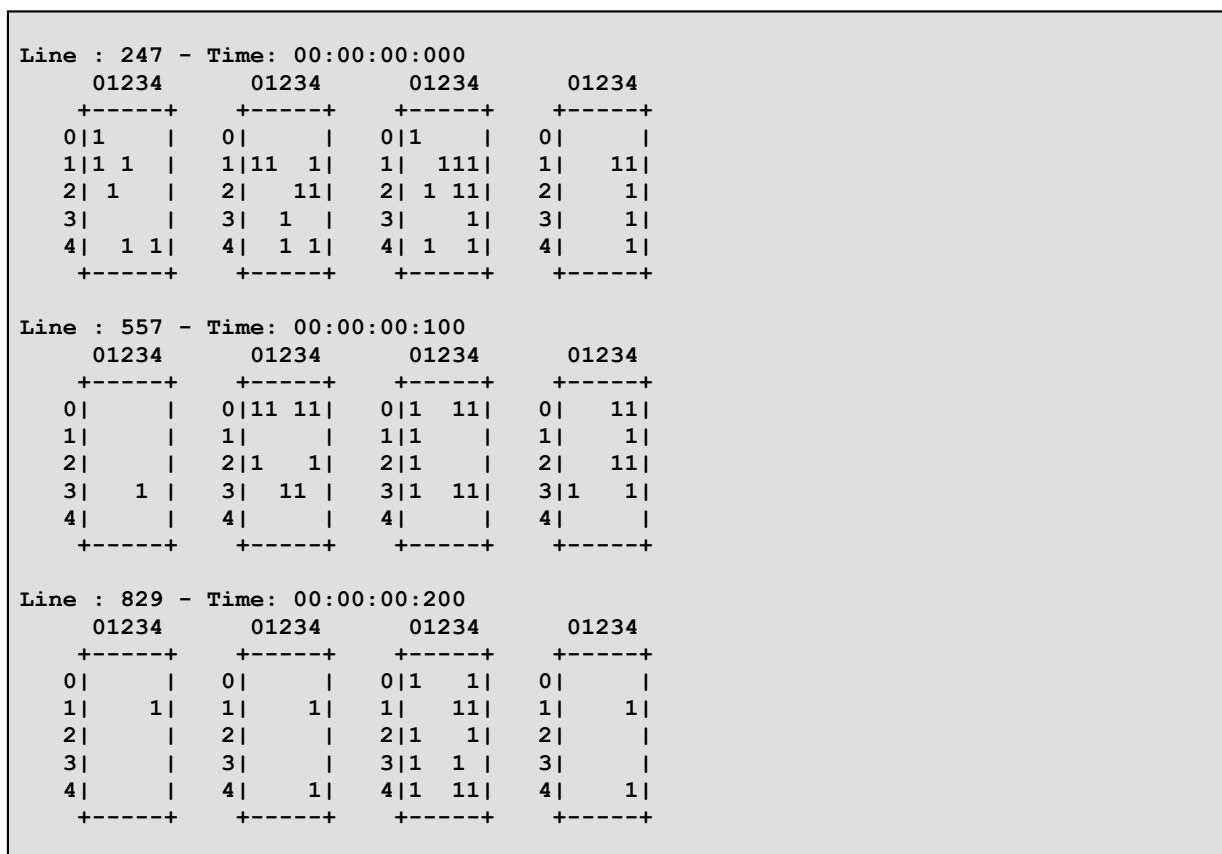 Line : 247 - Time: 00:00:00:000
     01234      01234      01234      01234
    +-----+    +-----+    +-----+    +-----+
   0|1    |   0|     |   0|1    |   0|     |
   1|1 1  |   1|11  1|   1|  111|   1|   11|
   2| 1   |   2|   11|   2| 1 11|   2|    1|
   3|     |   3|  1  |   3|    1|   3|    1|
   4|  1 1|   4|  1 1|   4| 1  1|   4|    1|
    +-----+    +-----+    +-----+    +-----+

Line : 557 - Time: 00:00:00:100
     01234      01234      01234      01234
    +-----+    +-----+    +-----+    +-----+
   0|     |   0|11 11|   0|1  11|   0|   11|
   1|     |   1|     |   1|1    |   1|    1|
   2|     |   2|1   1|   2|1    |   2|   11|
   3|   1 |   3|  11 |   3|1  11|   3|1   1|
   4|     |   4|     |   4|     |   4|     |
    +-----+    +-----+    +-----+    +-----+

Line : 829 - Time: 00:00:00:200
     01234      01234      01234      01234
    +-----+    +-----+    +-----+    +-----+
   0|     |   0|     |   0|1   1|   0|     |
   1|    1|   1|    1|   1|   11|   1|    1|
   2|     |   2|     |   2|1   1|   2|     |
   3|     |   3|     |   3|1  1 |   3|     |
   4|     |   4|    1|   4|1  11|   4|    1|
    +-----+    +-----+    +-----+    +-----+